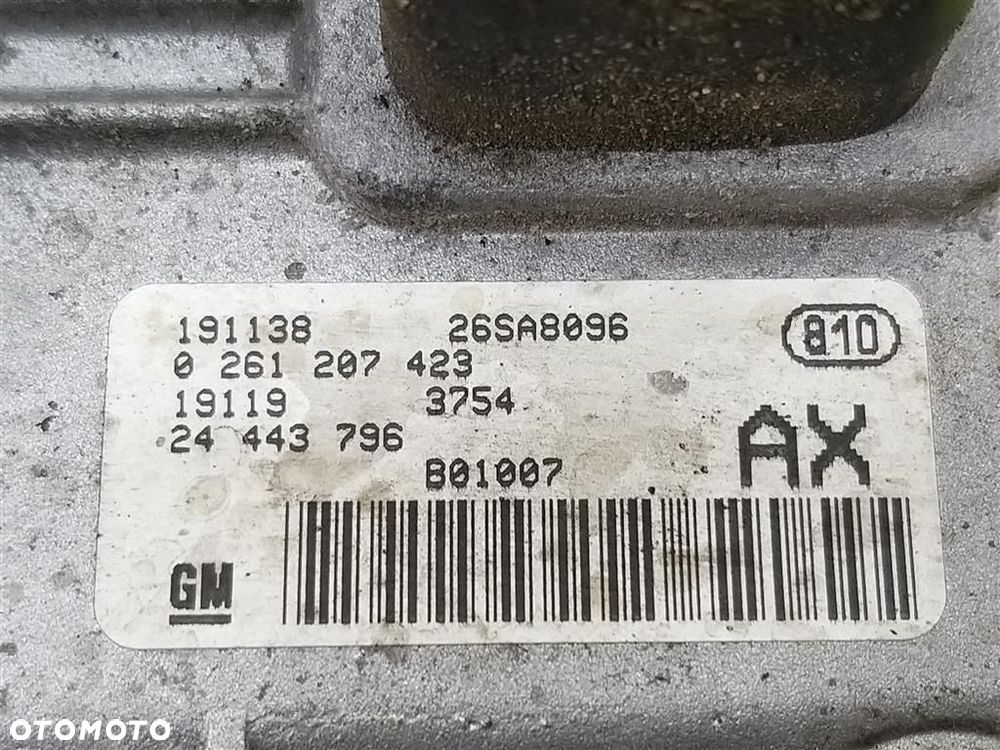 191138 26SA8096 810
0 261 207 423
19119 3754
24 443 796 AX
B01007
GM
OTOMOTO